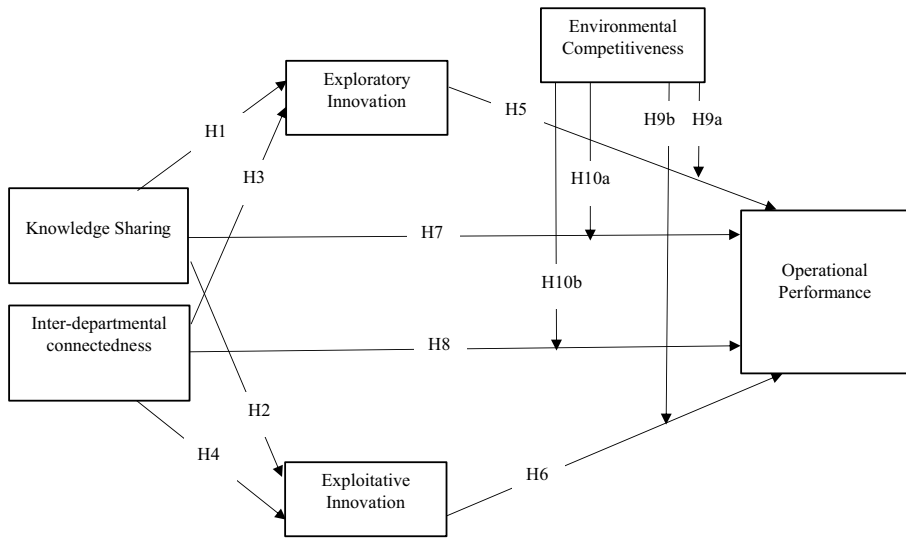 Environmental
Competitiveness
Exploratory
Innovation
H5
H9b
H9a
H1
H3
H10a
Knowledge Sharing
H7
H10b
Operational
Performance
Inter-departmental
connectedness
H8
H2
H4
H6
Exploitative
Innovation